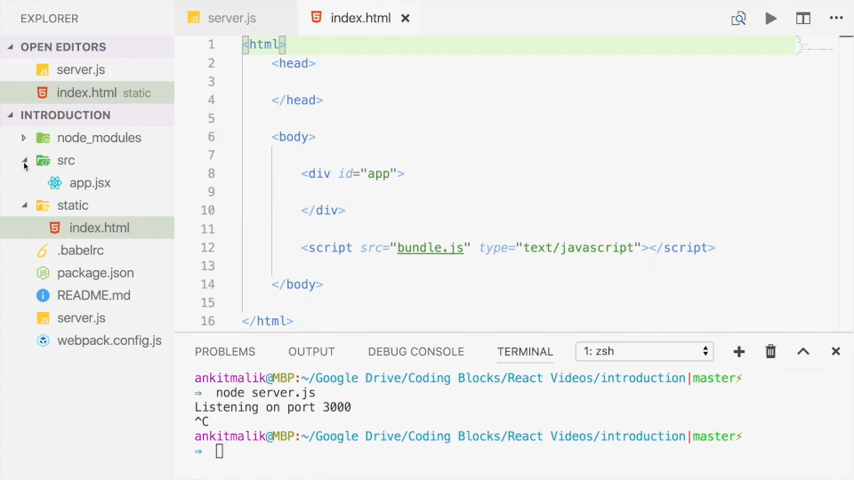 EXPLORER
OPEN EDITORS
server.js
index.html static
INTRODUCTION
node_modules
src
app.jsx
static
index.html
.babelrc
package.json
README.md
server.js
webpack.config.js
server.js
index.html
1 <html>
2 <head>
3
4 </head>
5
6 <body>
7
8 <div id="app">
9
10 </div>
11
12 <script src="bundle.js" type="text/javascript"></script>
13
14 </body>
15
16 </html>
PROBLEMS OUTPUT DEBUG CONSOLE TERMINAL 1: zsh
ankitmalik@MBP:~/Google Drive/Coding Blocks/React Videos/introduction|master⚡
⇒ node server.js
Listening on port 3000
^C
ankitmalik@MBP:~/Google Drive/Coding Blocks/React Videos/introduction|master⚡
⇒